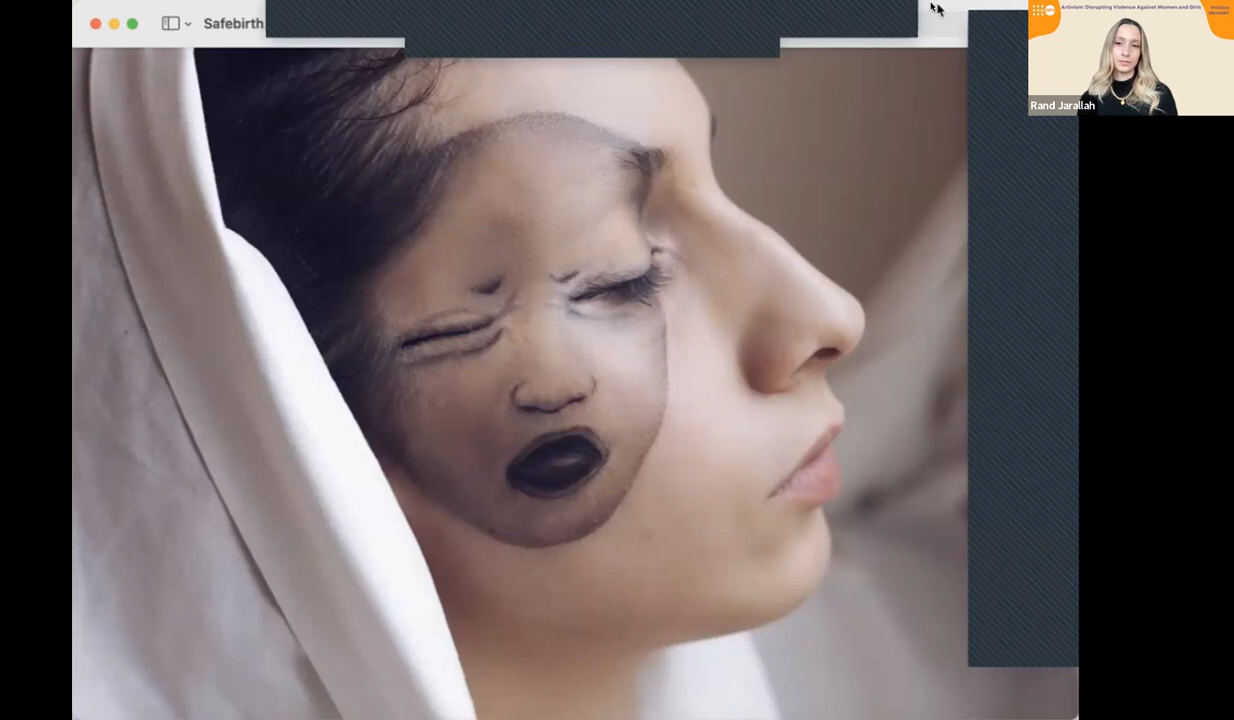 Safebirth
Artivism: Disrupting Violence Against Women and Girls
Rand Jarallah